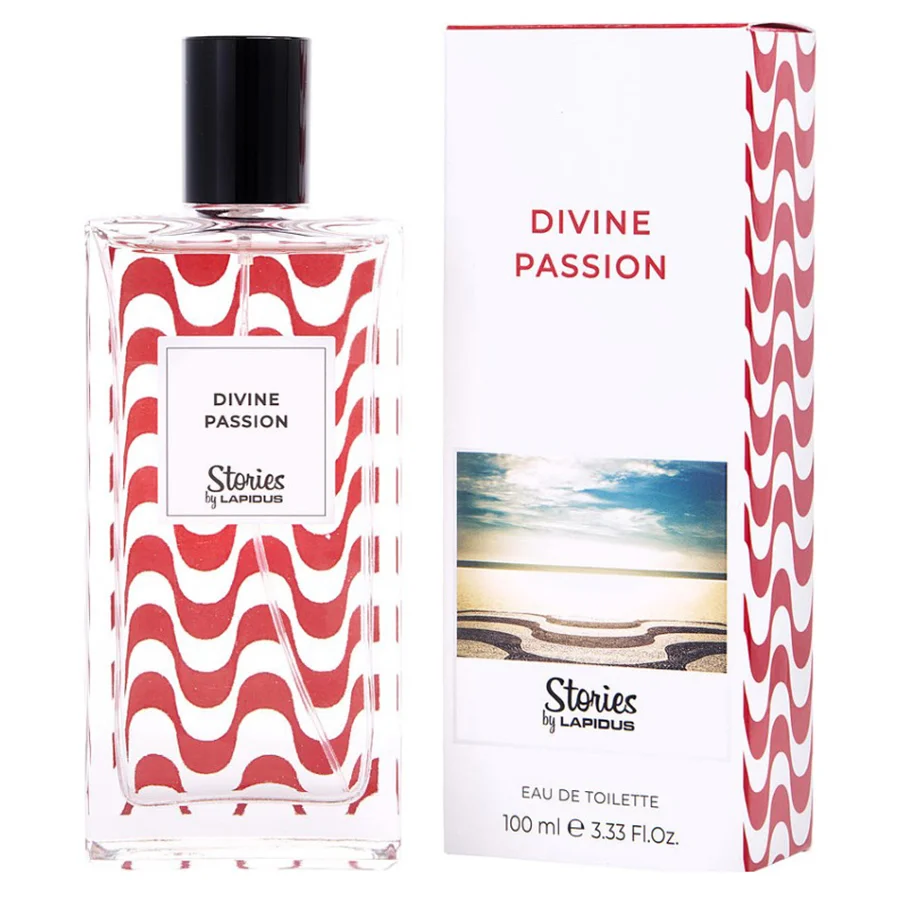 DIVINE
PASSION
Stories
by LAPIDUS
DIVINE
PASSION
Stories
by LAPIDUS
EAU DE TOILETTE
100 ml ℮ 3.33 Fl.Oz.